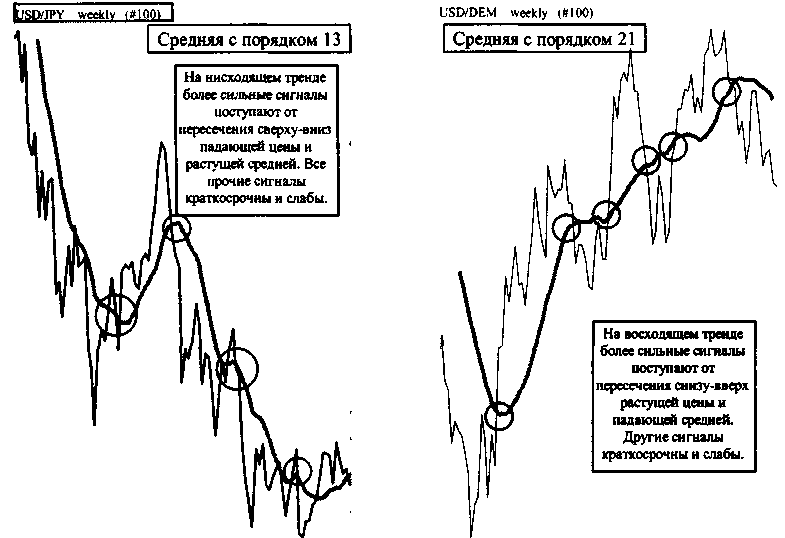 USD/JPY weekly (#100)
Средняя с порядком 13
На нисходящем тренде
более сильные сигналы
поступают от
пересечения сверху-вниз
падающей цены и
растущей средней. Все
прочие сигналы
краткосрочны и слабы.
USD/DEM weekly (#100)
Средняя с порядком 21
На восходящем тренде
более сильные сигналы
поступают от
пересечения снизу-вверх
растущей цены и
падающей средней.
Другие сигналы
краткосрочны и слабы.